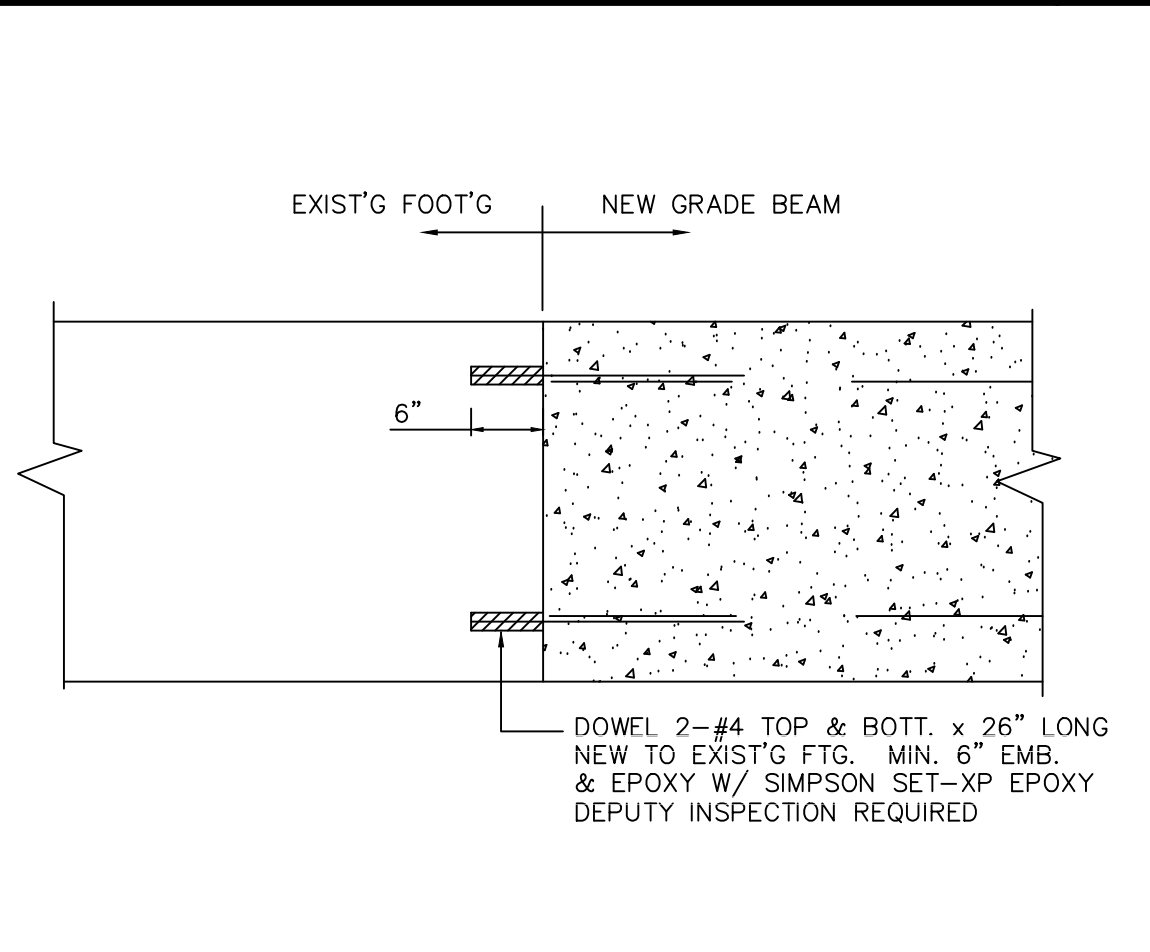 EXIST'G FOOT'G NEW GRADE BEAM
6"
DOWEL 2-#4 TOP & BOTT. x 26" LONG
NEW TO EXIST'G FTG. MIN. 6" EMB.
& EPOXY W/ SIMPSON SET-XP EPOXY
DEPUTY INSPECTION REQUIRED